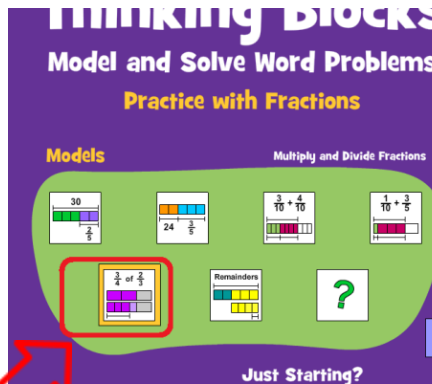 Thinking Blocks
Model and Solve Word Problems
Practice with Fractions
Models
Multiply and Divide Fractions
30
2/5
24 3/5
3/10 + 4/10
1/10 + 3/5
3/4 of 2/3
Remainders
?
Just Starting?